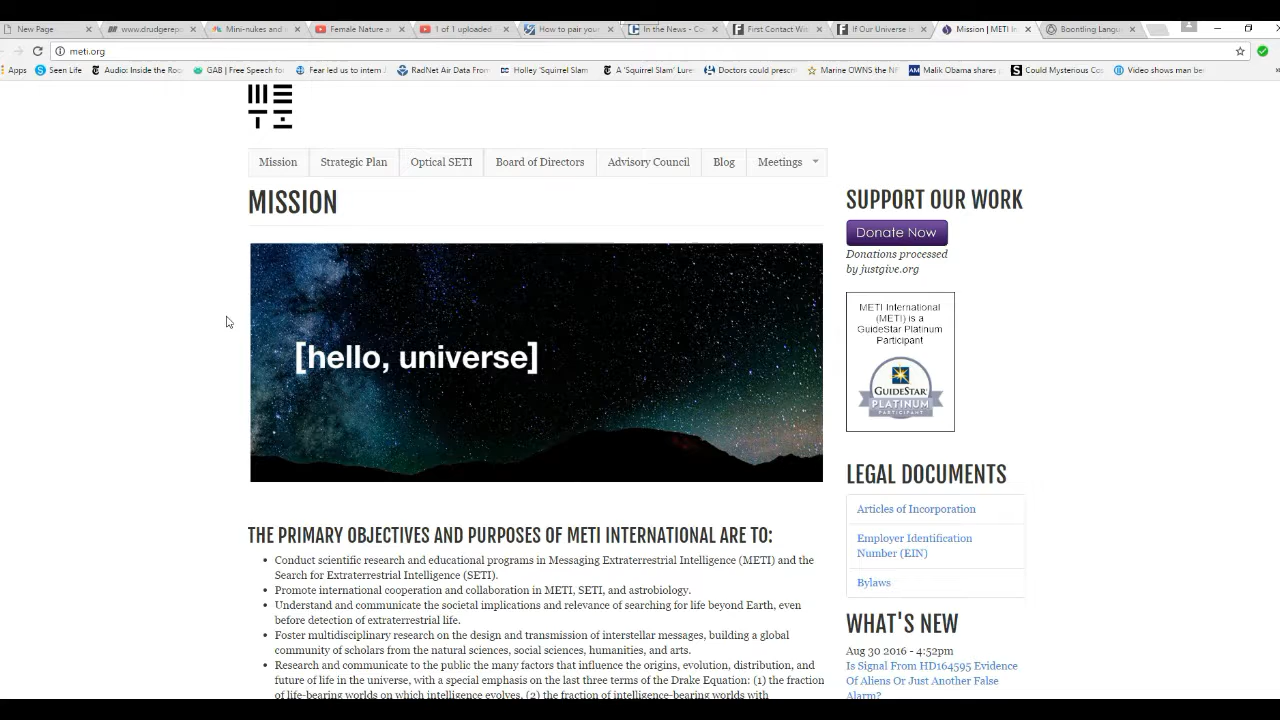 New Page
www.drudgerepo
Mini-nukes and i
Female Nature a
1 of 1 uploaded
How to pair your
In the News - Co
First Contact Wi
If Our Universe I
Mission | METI In
Boontling Langu
meti.org
Apps
Seen Life
Audio: Inside the Roo
GAB | Free Speech fo
Fear led us to intern J
RadNet Air Data From
Holley 'Squirrel Slam
A 'Squirrel Slam' Lure
Doctors could prescr
Marine OWNS the NF
Malik Obama shares
Could Mysterious Cos
Video shows man be
METI
Mission
Strategic Plan
Optical SETI
Board of Directors
Advisory Council
Blog
Meetings
MISSION
[hello, universe]
THE PRIMARY OBJECTIVES AND PURPOSES OF METI INTERNATIONAL ARE TO:
• Conduct scientific research and educational programs in Messaging Extraterrestrial Intelligence (METI) and the
Search for Extraterrestrial Intelligence (SETI).
• Promote international cooperation and collaboration in METI, SETI, and astrobiology.
• Understand and communicate the societal implications and relevance of searching for life beyond Earth, even
before detection of extraterrestrial life.
• Foster multidisciplinary research on the design and transmission of interstellar messages, building a global
community of scholars from the natural sciences, social sciences, humanities, and arts.
• Research and communicate to the public the many factors that influence the origins, evolution, distribution, and
future of life in the universe, with a special emphasis on the last three terms of the Drake Equation: (1) the fraction
of life-bearing worlds on which intelligence evolves, (2) the fraction of intelligence-bearing worlds with
SUPPORT OUR WORK
Donate Now
Donations processed
by justgive.org
METI International
(METI) is a
GuideStar Platinum
Participant
GUIDESTAR
PLATINUM
PARTICIPANT
LEGAL DOCUMENTS
Articles of Incorporation
Employer Identification
Number (EIN)
Bylaws
WHAT'S NEW
Aug 30 2016 - 4:52pm
Is Signal From HD164595 Evidence
Of Aliens Or Just Another False
Alarm?